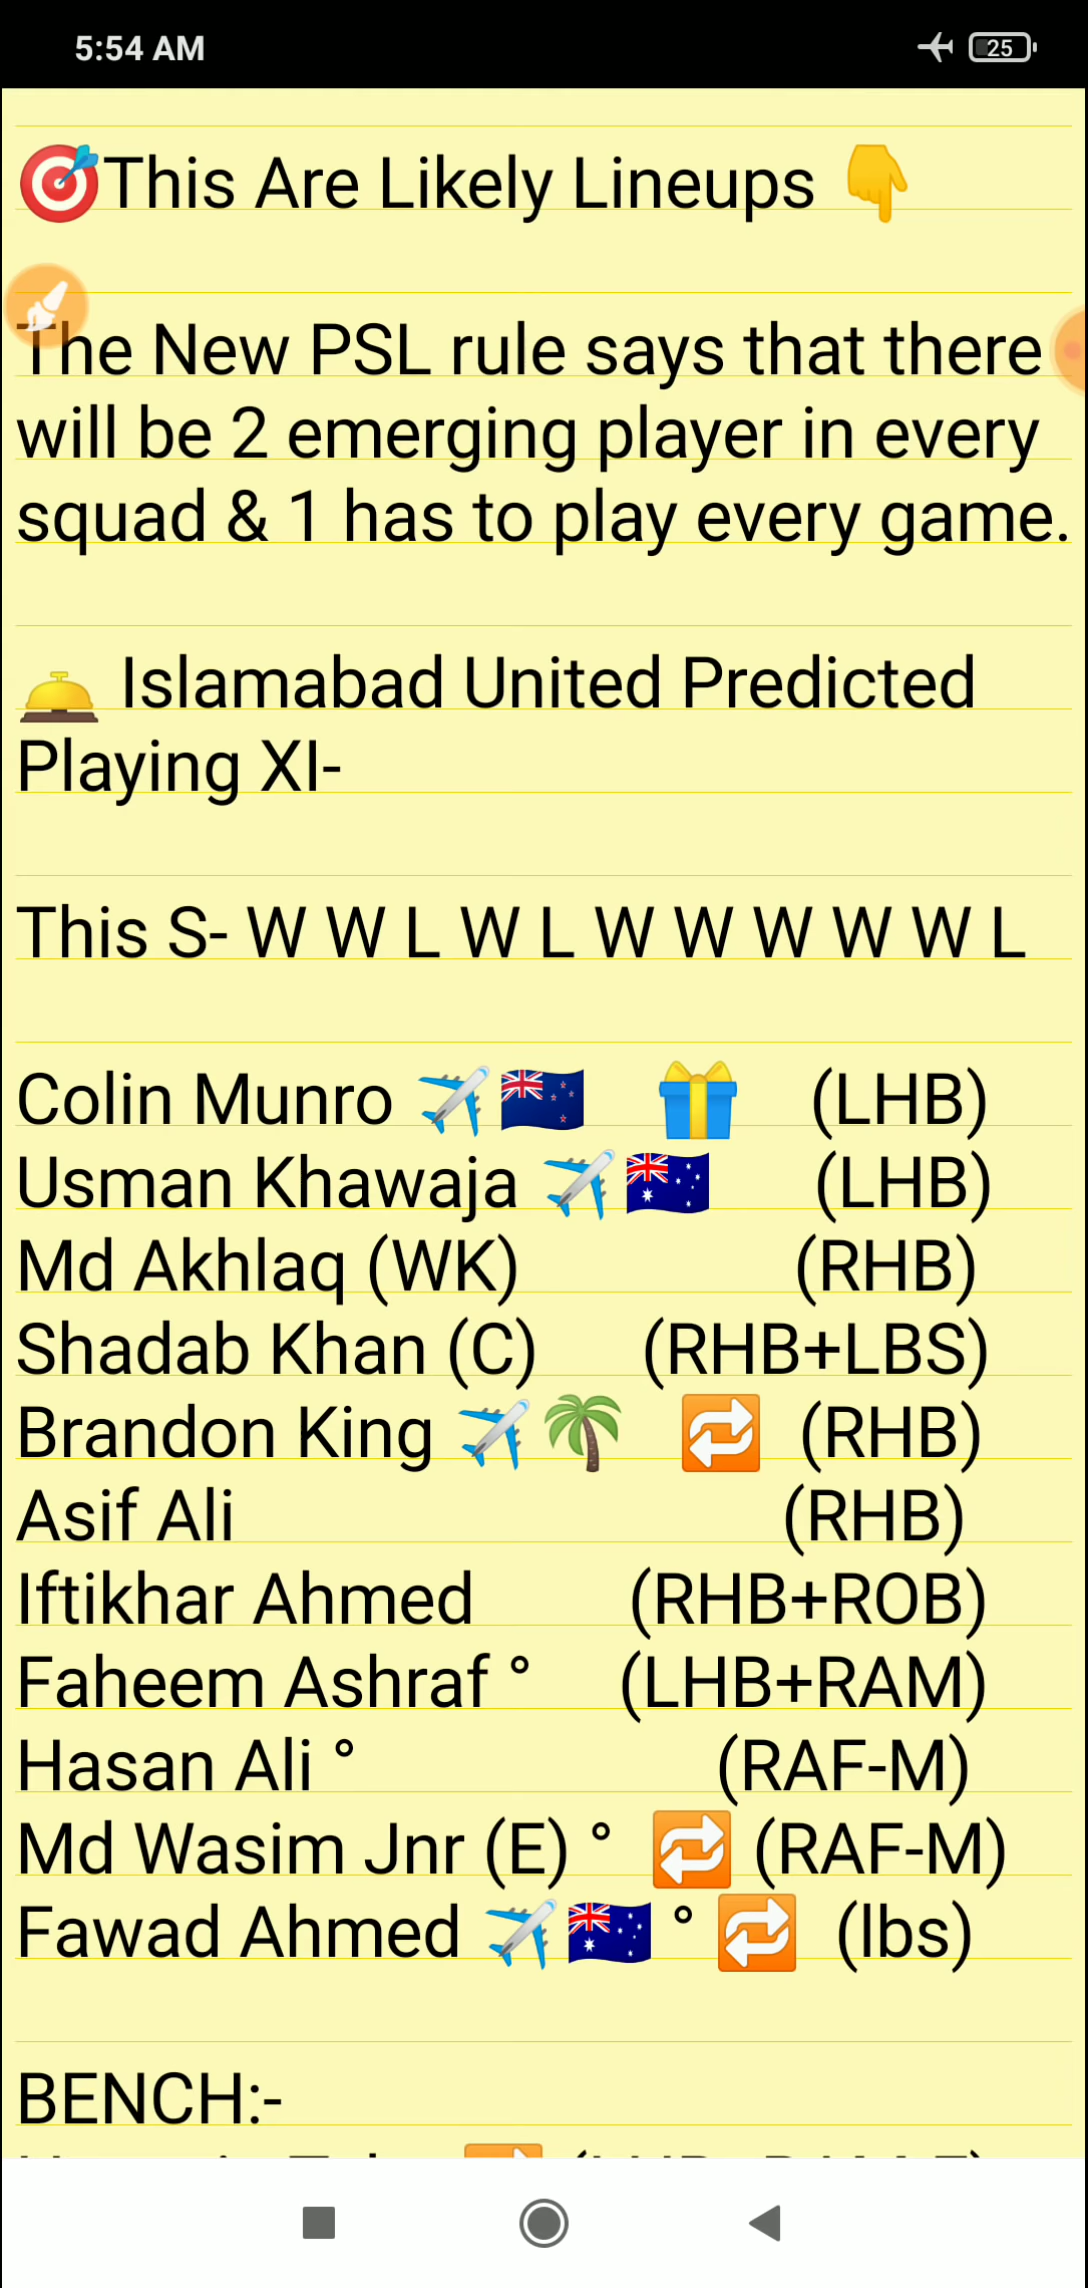 5:54 AM
25
🎯This Are Likely Lineups 👇
The New PSL rule says that there
will be 2 emerging player in every
squad & 1 has to play every game.
🛎 Islamabad United Predicted
Playing XI-
This S- W W L W L W W W W W L
Colin Munro ✈️🇳🇿 🎁 (LHB)
Usman Khawaja ✈️🇦🇺 (LHB)
Md Akhlaq (WK) (RHB)
Shadab Khan (C) (RHB+LBS)
Brandon King ✈️🌴 🔁 (RHB)
Asif Ali (RHB)
Iftikhar Ahmed (RHB+ROB)
Faheem Ashraf ° (LHB+RAM)
Hasan Ali ° (RAF-M)
Md Wasim Jnr (E) ° 🔁 (RAF-M)
Fawad Ahmed ✈️🇦🇺 ° 🔁 (lbs)
BENCH:-